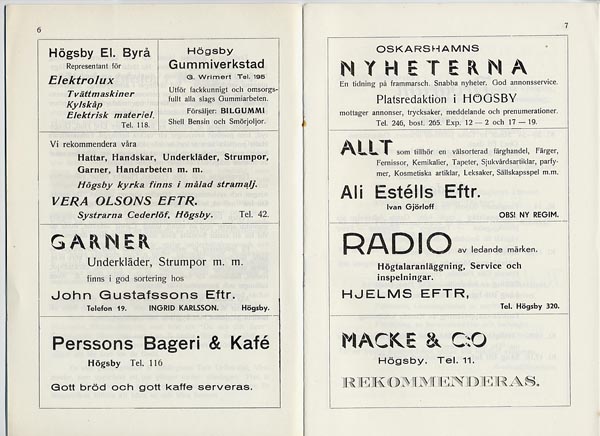 6
Högsby El. Byrå
Representant för
Elektrolux
Tvättmaskiner
Kylskåp
Elektrisk materiel.
Tel. 118.
Högsby
Gummiverkstad
G. Wrimert Tel. 195
Utför fackkunnigt och omsorgs-
fullt alla slags Gummiarbeten.
Försäljer: BILGUMMI
Shell Bensin och Smörjoljor.
Vi rekommendera våra
Hattar, Handskar, Underkläder, Strumpor,
Garner, Handarbeten m. m.
Högsby kyrka finns i målad stramalj.
VERA OLSONS EFTR.
Systrarna Cederlöf, Högsby. Tel. 42.
GARNER
Underkläder, Strumpor m. m.
finns i god sortering hos
John Gustafssons Eftr.
Telefon 19. INGRID KARLSSON. Högsby.
Perssons Bageri & Kafé
Högsby Tel. 116
Gott bröd och gott kaffe serveras.
7
OSKARSHAMNS
NYHETERNA
En tidning på frammarsch. Snabba nyheter. God annonsservice.
Platsredaktion i HÖGSBY
mottager annonser, trycksaker, meddelande och prenumerationer.
Tel. 246, bost. 205. Exp. 12 — 2 och 17 — 19.
ALLT som tillhör en välsorterad färghandel, Färger,
Fernissor, Kemikalier, Tapeter, Sjukvårdsartiklar, parfy-
mer, Kosmetiska artiklar, Leksaker, Sällskapsspel m.m.
Ali Estélls Eftr.
Ivan Gjörloff
OBS! NY REGIM.
RADIO av ledande märken.
Högtalaranläggning, Service och
inspelningar.
HJELMS EFTR,
Tel. Högsby 320.
MACKE & C:O
Högsby. Tel. 11.
REKOMMENDERAS.